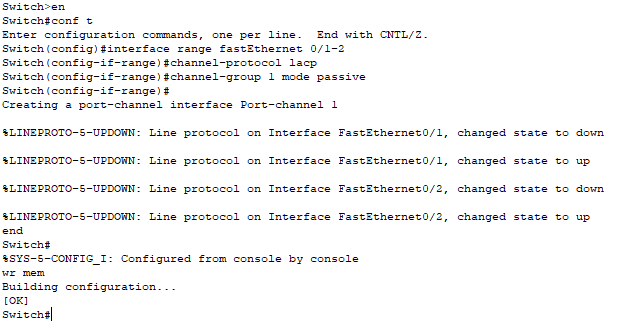 Switch>en
Switch#conf t
Enter configuration commands, one per line.  End with CNTL/Z.
Switch(config)#interface range fastEthernet 0/1-2
Switch(config-if-range)#channel-protocol lacp
Switch(config-if-range)#channel-group 1 mode passive
Switch(config-if-range)#
Creating a port-channel interface Port-channel 1
%LINEPROTO-5-UPDOWN: Line protocol on Interface FastEthernet0/1, changed state to down
%LINEPROTO-5-UPDOWN: Line protocol on Interface FastEthernet0/1, changed state to up
%LINEPROTO-5-UPDOWN: Line protocol on Interface FastEthernet0/2, changed state to down
%LINEPROTO-5-UPDOWN: Line protocol on Interface FastEthernet0/2, changed state to up
end
Switch#
%SYS-5-CONFIG_I: Configured from console by console
wr mem
Building configuration...
[OK]
Switch#